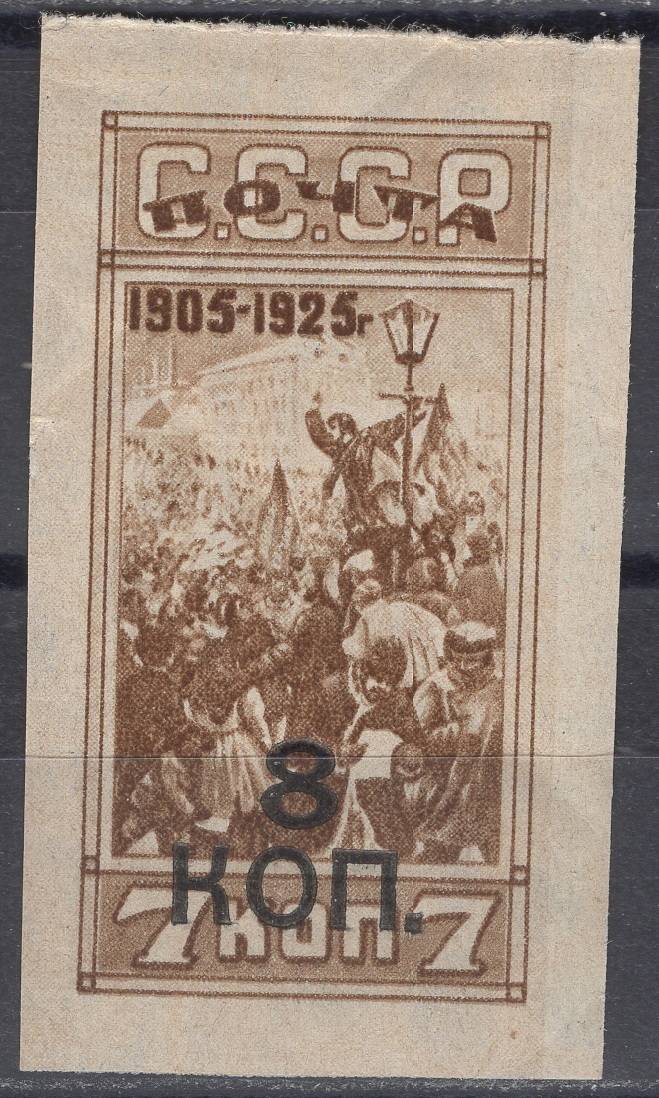 С.С.С.Р
ПОЧТА
1905-1925г
8
КОП.
7 КОП 7